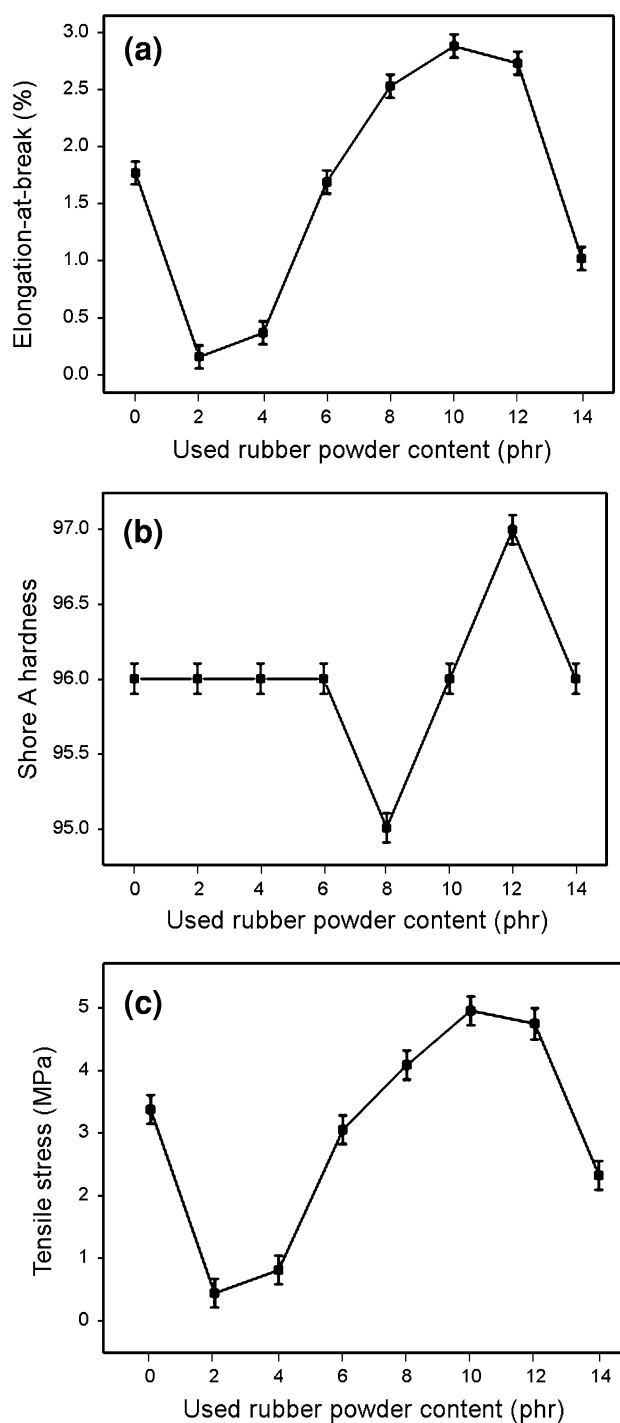 (a)
Elongation-at-break (%)
3.0
2.5
2.0
1.5
1.0
0.5
0.0
0 2 4 6 8 10 12 14
Used rubber powder content (phr)
(b)
Shore A hardness
97.0
96.5
96.0
95.5
95.0
0 2 4 6 8 10 12 14
Used rubber powder content (phr)
(c)
Tensile stress (MPa)
5
4
3
2
1
0
0 2 4 6 8 10 12 14
Used rubber powder content (phr)